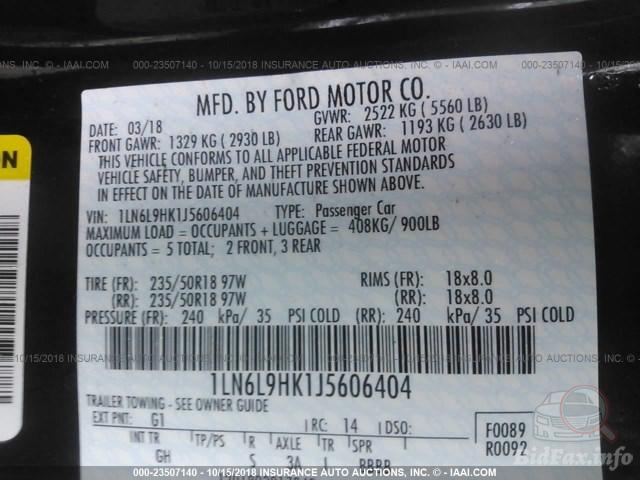 000-23507140 - 10/15/2018 - INSURANCE AUTO AUCTIONS, INC. - IAAI.COM
MFD. BY FORD MOTOR CO.
DATE: 03/18 GVWR: 2522 KG ( 5560 LB)
FRONT GAWR: 1329 KG ( 2930 LB) REAR GAWR: 1193 KG ( 2630 LB)
THIS VEHICLE CONFORMS TO ALL APPLICABLE FEDERAL MOTOR
VEHICLE SAFETY, BUMPER, AND THEFT PREVENTION STANDARDS
IN EFFECT ON THE DATE OF MANUFACTURE SHOWN ABOVE.
VIN: 1LN6L9HK1J5606404 TYPE: Passenger Car
MAXIMUM LOAD = OCCUPANTS + LUGGAGE = 408KG/ 900LB
OCCUPANTS = 5 TOTAL; 2 FRONT, 3 REAR
TIRE (FR): 235/50R18 97W RIMS (FR): 18x8.0
(RR): 235/50R18 97W (RR): 18x8.0
PRESSURE (FR): 240 kPa/ 35 PSI COLD (RR): 240 kPa/ 35 PSI COLD
1LN6L9HK1J5606404
TRAILER TOWING - SEE OWNER GUIDE
EXT PNT: G1 RC: 14 DSO: F0089
INT TR TP/PS R AXLE TR SPR R0092
GH S 3A J BBBB
BidFax.info
000-23507140 - 10/15/2018 - INSURANCE AUTO AUCTIONS, INC. - IAAI.COM